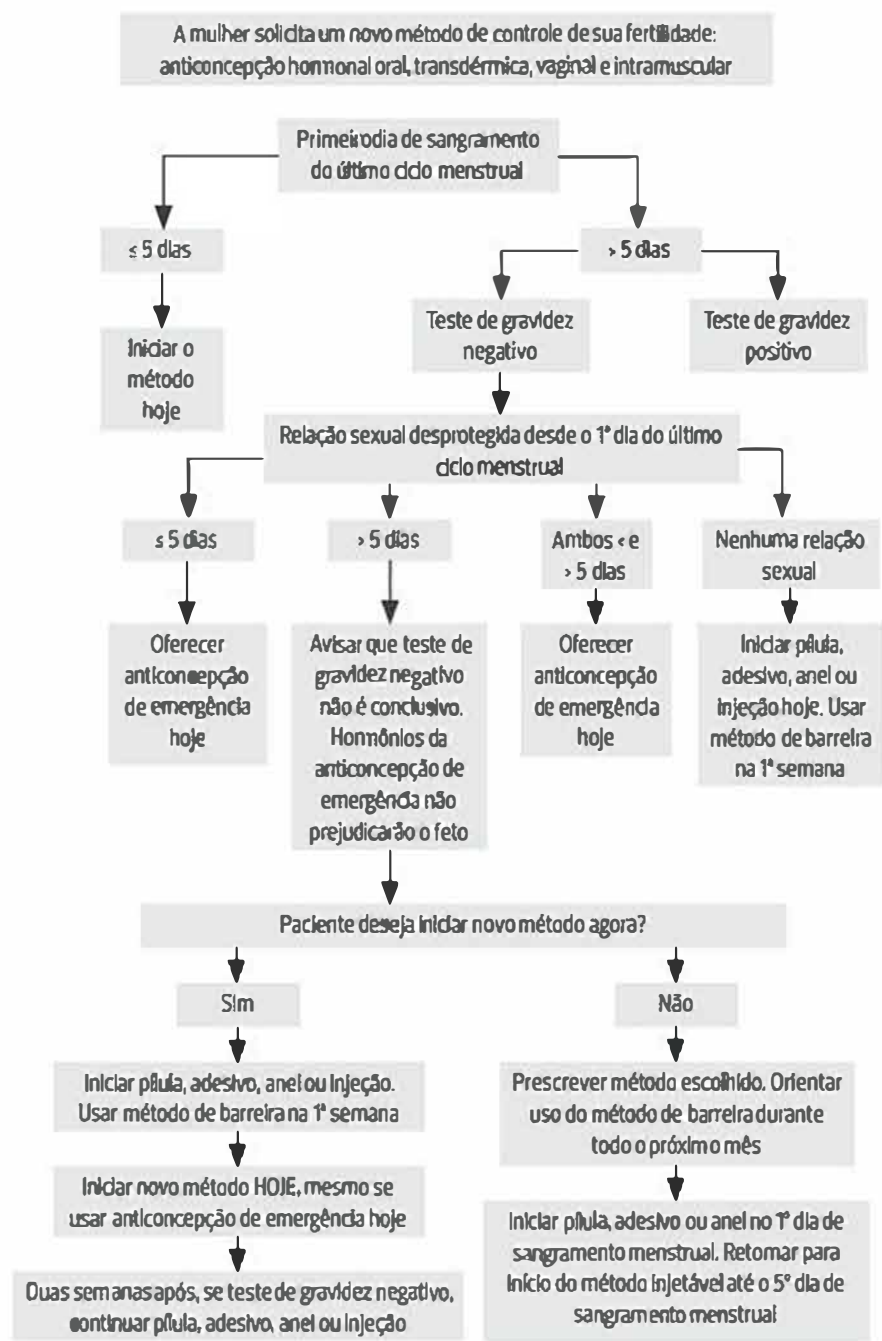 A mulher solicita um novo método de controle de sua fertilidade:
anticoncepção hormonal oral, transdérmica, vaginal e intramuscular
Primeiro dia de sangramento
do último ciclo menstrual
≤ 5 dias
> 5 dias
Iniciar o
método
hoje
Teste de gravidez
negativo
Teste de gravidez
positivo
Relação sexual desprotegida desde o 1º dia do último
ciclo menstrual
≤ 5 dias
> 5 dias
Ambos < e
> 5 dias
Nenhuma relação
sexual
Oferecer
anticoncepção
de emergência
hoje
Avisar que teste de
gravidez negativo
não é conclusivo.
Hormônios da
anticoncepção de
emergência não
prejudicarão o feto
Oferecer
anticoncepção
de emergência
hoje
Iniciar pílula,
adesivo, anel ou
injeção hoje. Usar
método de barreira
na 1ª semana
Paciente deseja iniciar novo método agora?
Sim
Não
Iniciar pílula, adesivo, anel ou injeção.
Usar método de barreira na 1ª semana
Iniciar novo método HOJE, mesmo se
usar anticoncepção de emergência hoje
Duas semanas após, se teste de gravidez negativo,
continuar pílula, adesivo, anel ou injeção
Prescrever método escolhido. Orientar
uso do método de barreira durante
todo o próximo mês
Iniciar pílula, adesivo ou anel no 1º dia de
sangramento menstrual. Retornar para
início do método injetável até o 5º dia de
sangramento menstrual